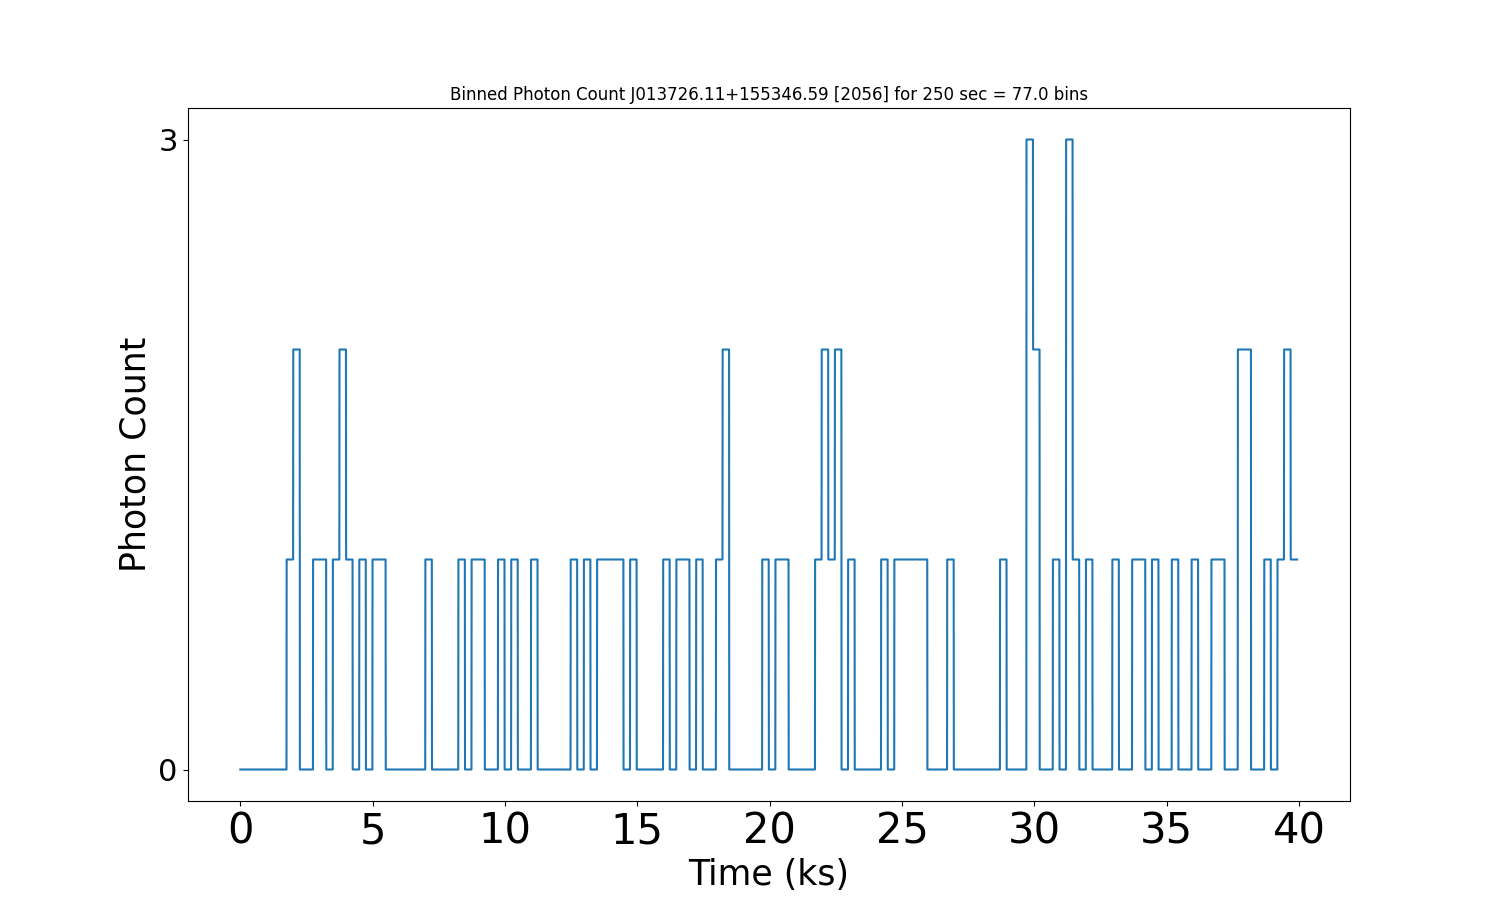 Binned Photon Count J013726.11+155346.59 [2056] for 250 sec = 77.0 bins
3
Photon Count
0
0 5 10 15 20 25 30 35 40
Time (ks)